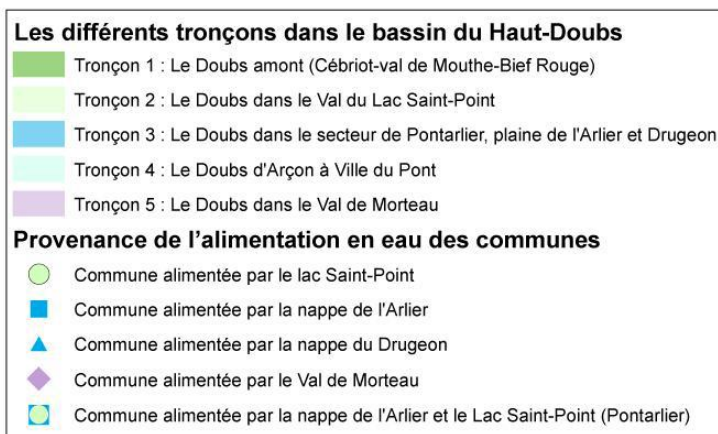 Les différents tronçons dans le bassin du Haut-Doubs
Tronçon 1 : Le Doubs amont (Cébriot-val de Mouthe-Bief Rouge)
Tronçon 2 : Le Doubs dans le Val du Lac Saint-Point
Tronçon 3 : Le Doubs dans le secteur de Pontarlier, plaine de l'Arlier et Drugeon
Tronçon 4 : Le Doubs d'Arçon à Ville du Pont
Tronçon 5 : Le Doubs dans le Val de Morteau
Provenance de l'alimentation en eau des communes
Commune alimentée par le lac Saint-Point
Commune alimentée par la nappe de l'Arlier
Commune alimentée par la nappe du Drugeon
Commune alimentée par le Val de Morteau
Commune alimentée par la nappe de l'Arlier et le Lac Saint-Point (Pontarlier)